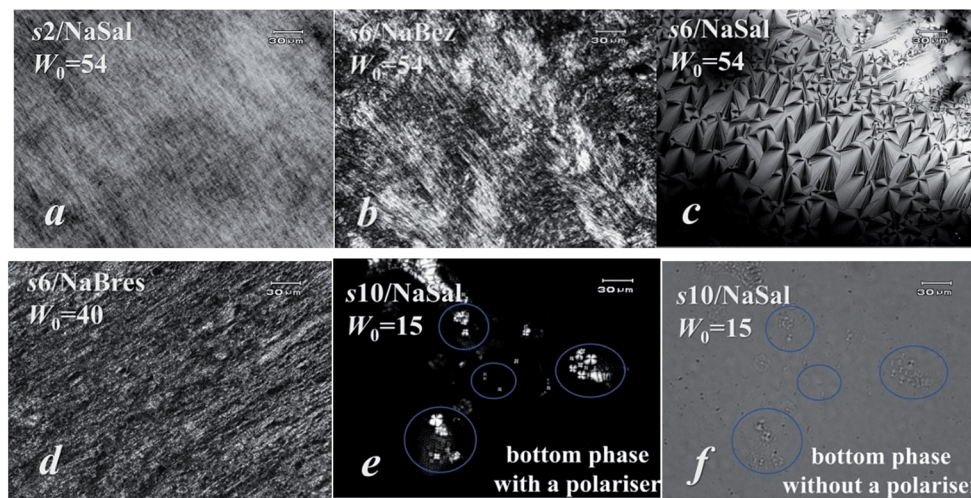 s2/NaSal
W0=54
30 μm
a
s6/NaBez
W0=54
30 μm
b
s6/NaSal
W0=54
30 μm
c
s6/NaBres
W0=40
30 μm
d
s10/NaSal
W0=15
30 μm
e
bottom phase
with a polariser
s10/NaSal
W0=15
30 μm
f
bottom phase
without a polariser